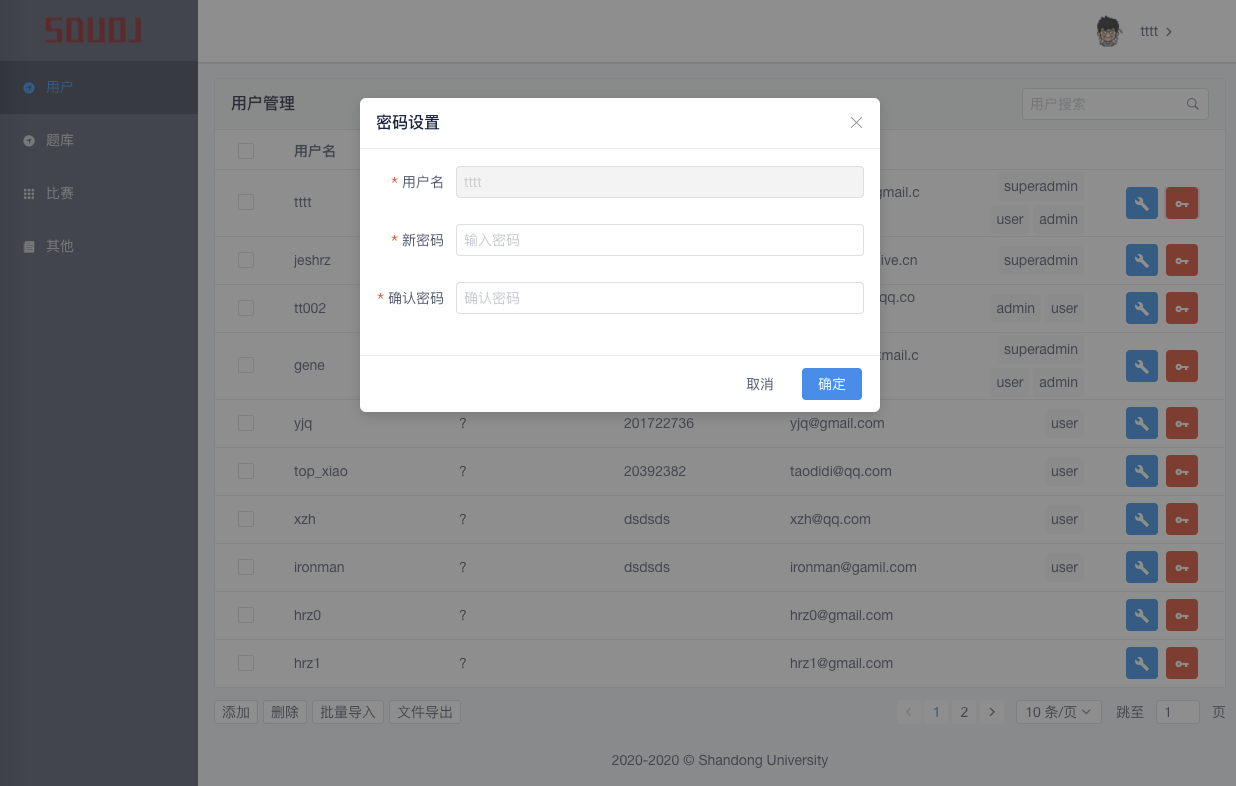 SDUOJ
tttt
用户
题库
比赛
其他
用户管理
用户搜索
密码设置
* 用户名 tttt
* 新密码 输入密码
* 确认密码 确认密码
取消 确定
用户名
tttt gmail.c superadmin user admin
jeshrz ive.cn superadmin
tt002 qq.co admin user
gene mail.c superadmin user admin
yjq ? 201722736 yjq@gmail.com user
top_xiao ? 20392382 taodidi@qq.com user
xzh ? dsdsds xzh@qq.com user
ironman ? dsdsds ironman@gamil.com user
hrz0 ? hrz0@gmail.com
hrz1 ? hrz1@gmail.com
添加 删除 批量导入 文件导出 1 2 10 条/页 跳至 1 页
2020-2020 © Shandong University